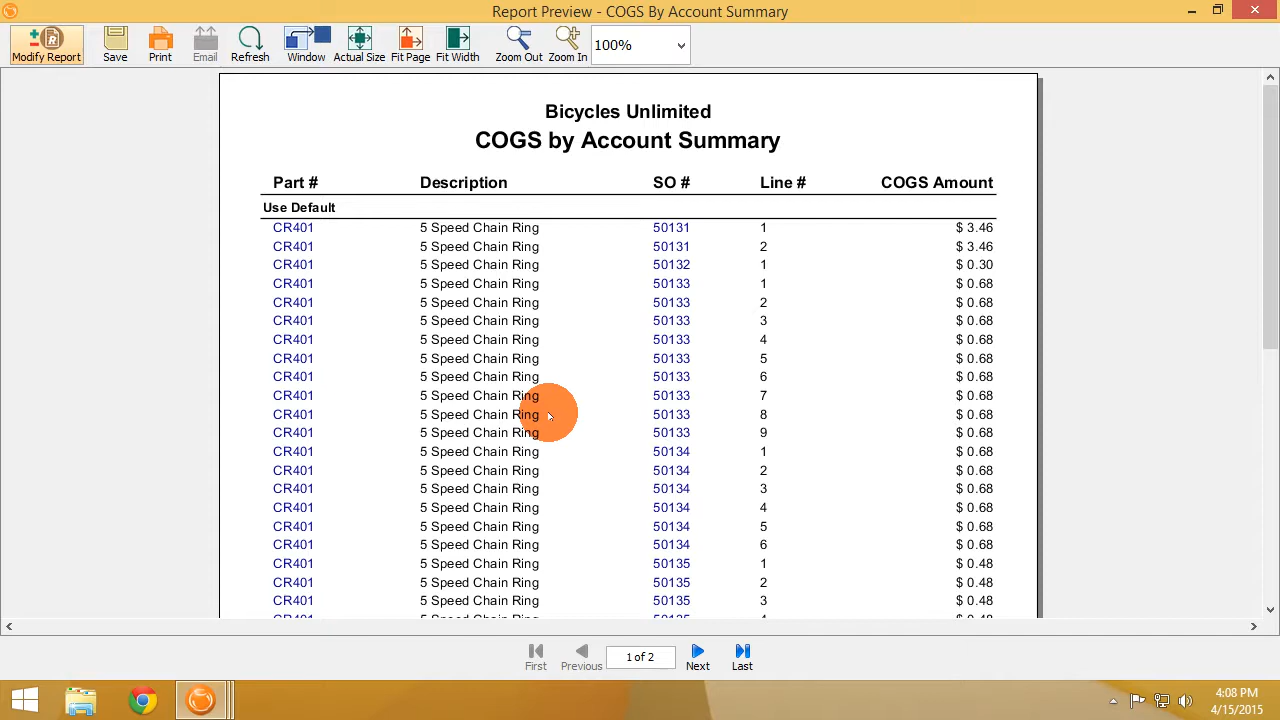 Report Preview - COGS By Account Summary
Modify Report Save Print Email Refresh Window Actual Size Fit Page Fit Width Zoom Out Zoom In 100%
Bicycles Unlimited
COGS by Account Summary
Part # Description SO # Line # COGS Amount
Use Default
CR401 5 Speed Chain Ring 50131 1 $ 3.46
CR401 5 Speed Chain Ring 50131 2 $ 3.46
CR401 5 Speed Chain Ring 50132 1 $ 0.30
CR401 5 Speed Chain Ring 50133 1 $ 0.68
CR401 5 Speed Chain Ring 50133 2 $ 0.68
CR401 5 Speed Chain Ring 50133 3 $ 0.68
CR401 5 Speed Chain Ring 50133 4 $ 0.68
CR401 5 Speed Chain Ring 50133 5 $ 0.68
CR401 5 Speed Chain Ring 50133 6 $ 0.68
CR401 5 Speed Chain Ring 50133 7 $ 0.68
CR401 5 Speed Chain Ring 50133 8 $ 0.68
CR401 5 Speed Chain Ring 50133 9 $ 0.68
CR401 5 Speed Chain Ring 50134 1 $ 0.68
CR401 5 Speed Chain Ring 50134 2 $ 0.68
CR401 5 Speed Chain Ring 50134 3 $ 0.68
CR401 5 Speed Chain Ring 50134 4 $ 0.68
CR401 5 Speed Chain Ring 50134 5 $ 0.68
CR401 5 Speed Chain Ring 50134 6 $ 0.68
CR401 5 Speed Chain Ring 50135 1 $ 0.48
CR401 5 Speed Chain Ring 50135 2 $ 0.48
CR401 5 Speed Chain Ring 50135 3 $ 0.48
First Previous 1 of 2 Next Last
4:08 PM
4/15/2015